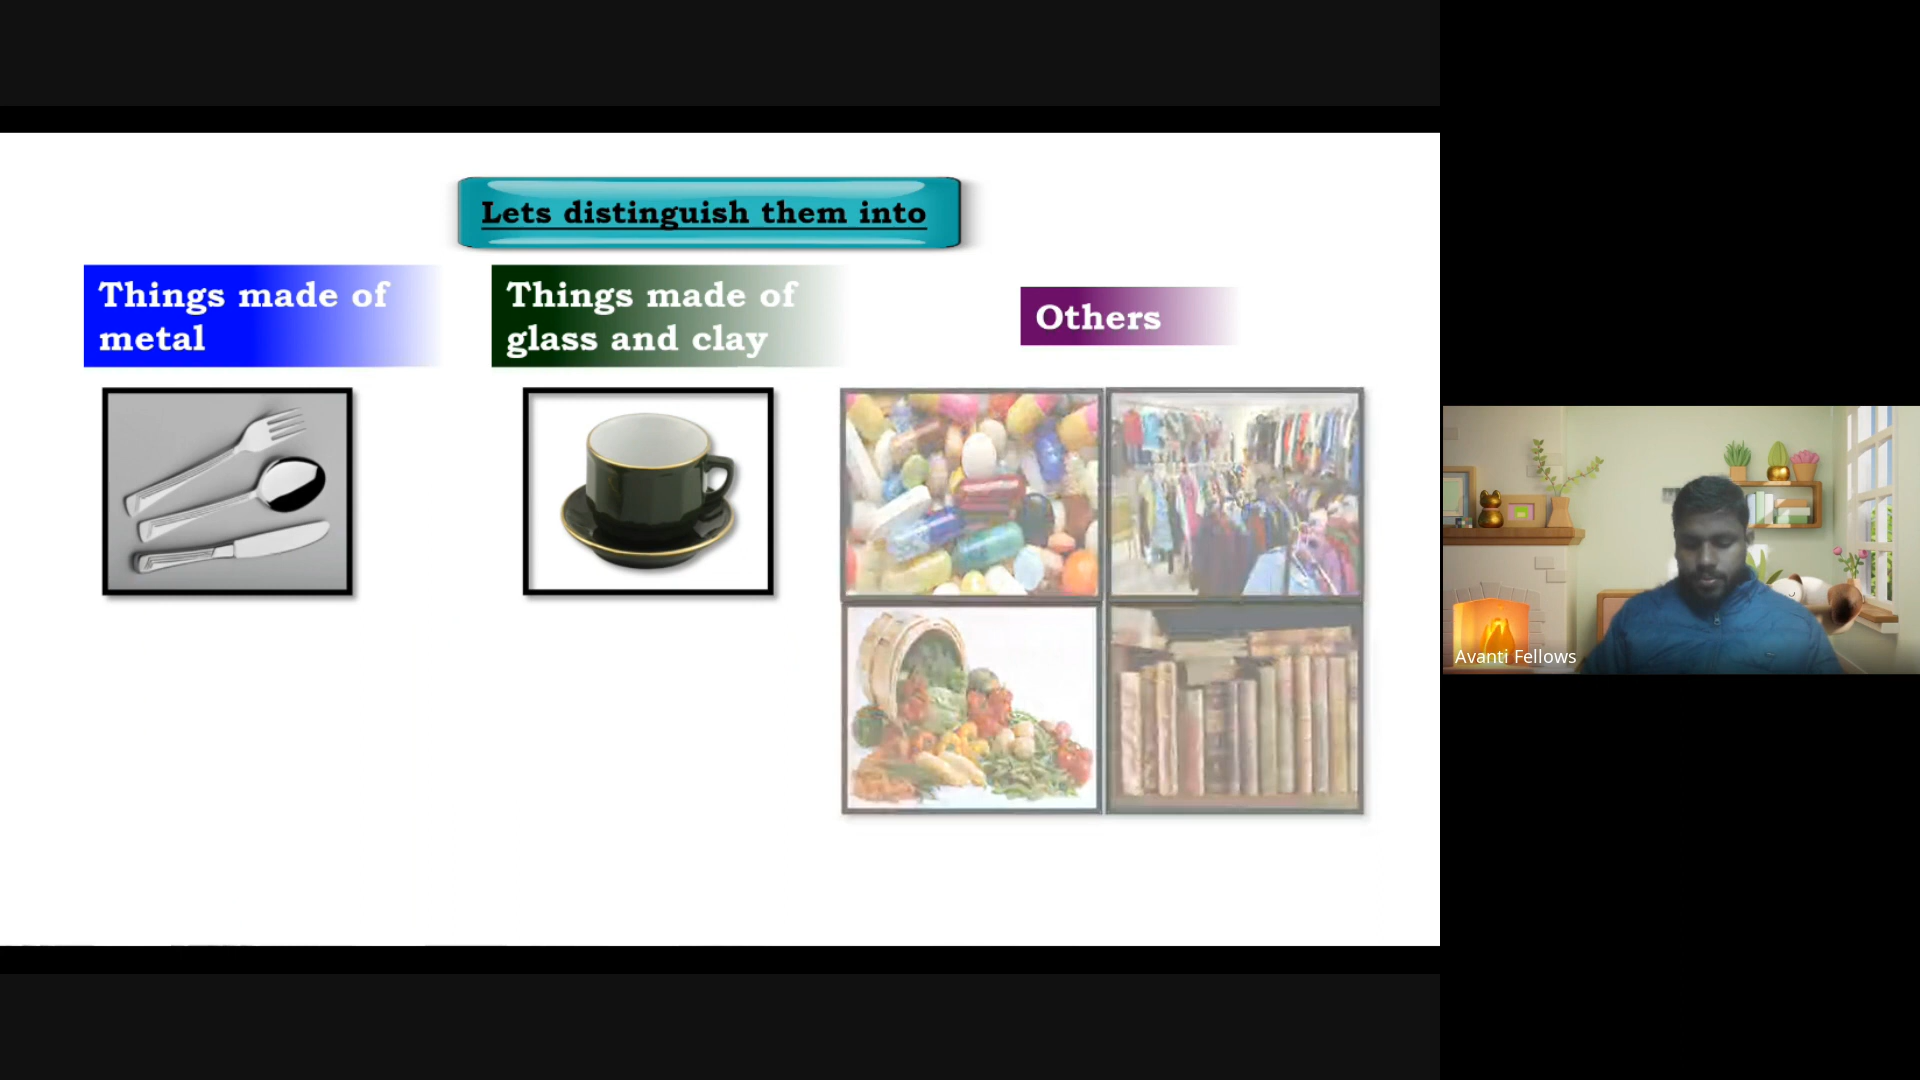 Lets distinguish them into
Things made of
metal
Things made of
glass and clay
Others
Avanti Fellows